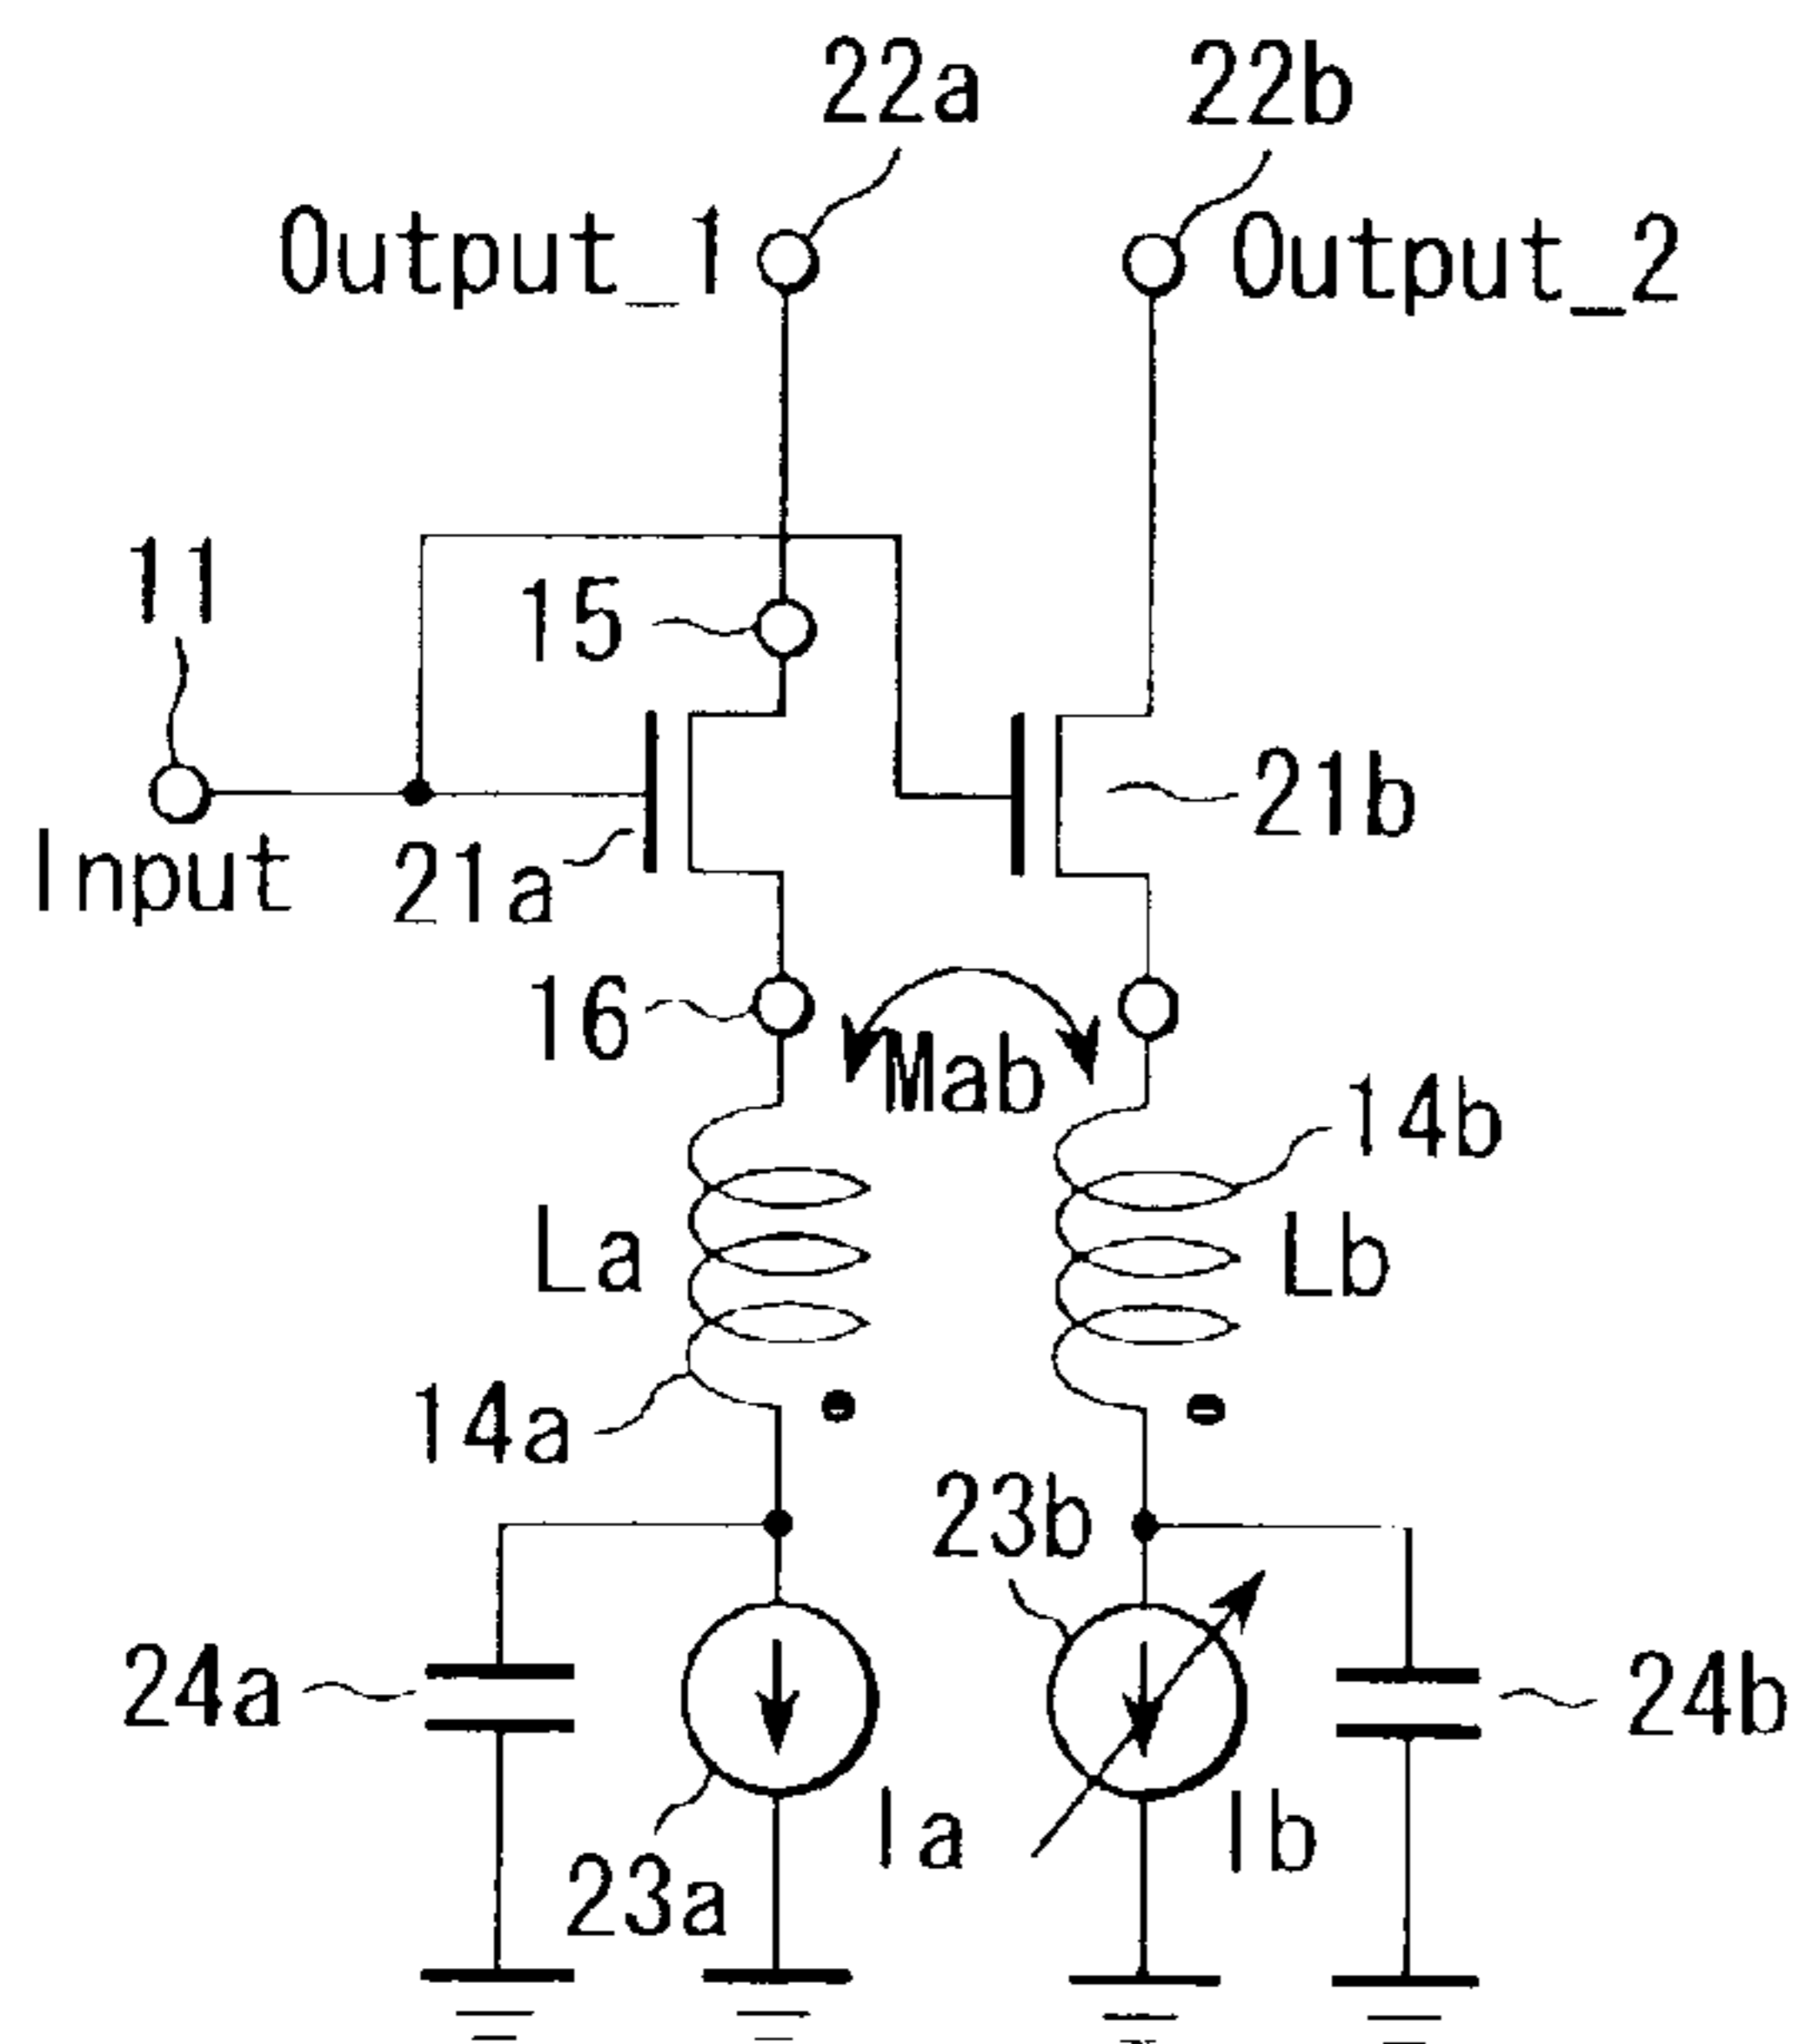 22a 22b
Output_1 Output_2
11
15
21b
Input 21a
16 Mab
14b
La Lb
14a
23b
24a 24b
Ia Ib
23a